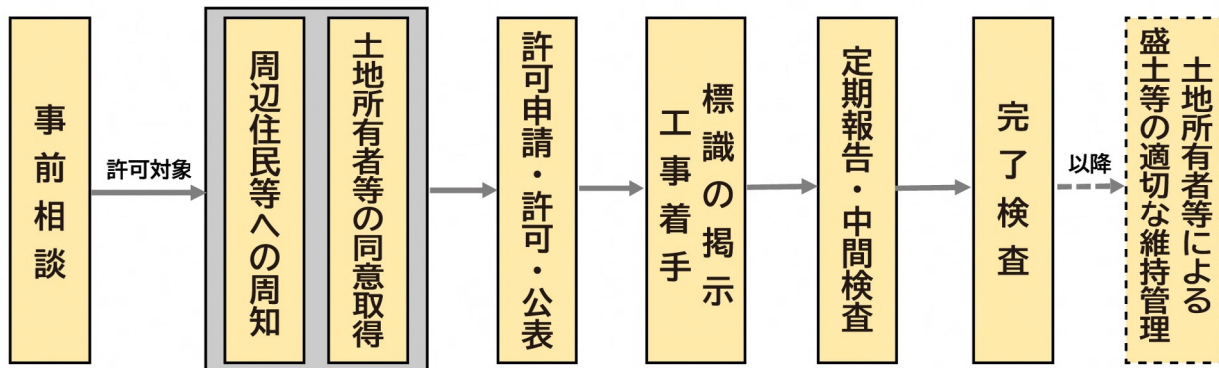 事前相談
許可対象
周辺住民等への周知
土地所有者等の同意取得
許可申請・許可・公表
標識の掲示
工事着手
定期報告・中間検査
完了検査
以降
土地所有者等による
盛土等の適切な維持管理